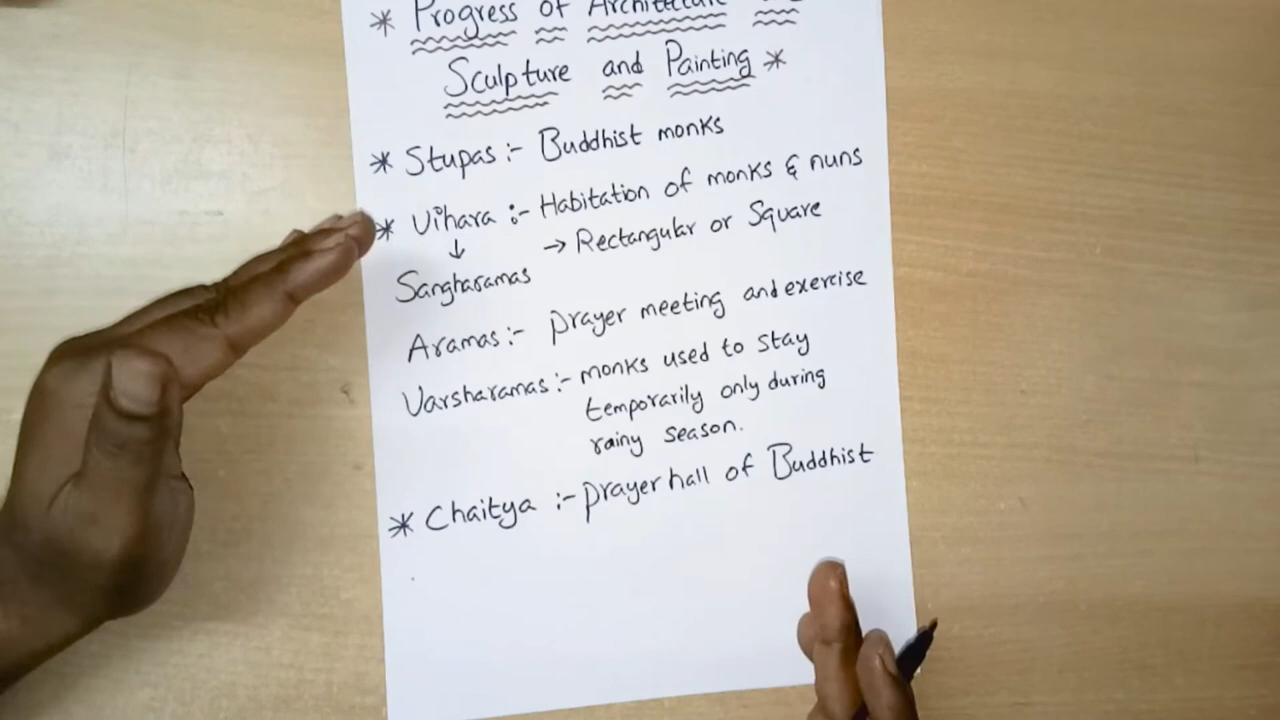 * Progress of Architecture
Sculpture and Painting *
* Stupas :- Buddhist monks
* Vihara :- Habitation of monks & nuns
↓ → Rectangular or Square
Sangharamas
Aramas :- prayer meeting and exercise
Varsharamas :- monks used to stay
temporarily only during
rainy season.
* Chaitya :- prayer hall of Buddhist